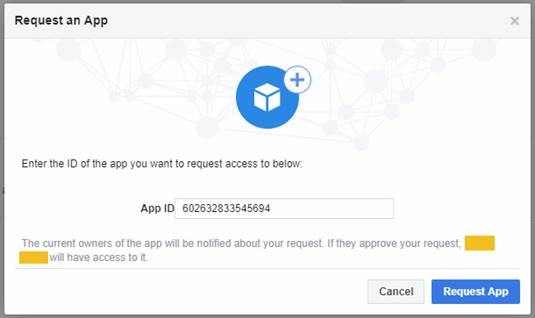 Request an App
Enter the ID of the app you want to request access to below:
App ID 602632833545694
The current owners of the app will be notified about your request. If they approve your request,
will have access to it.
Cancel Request App